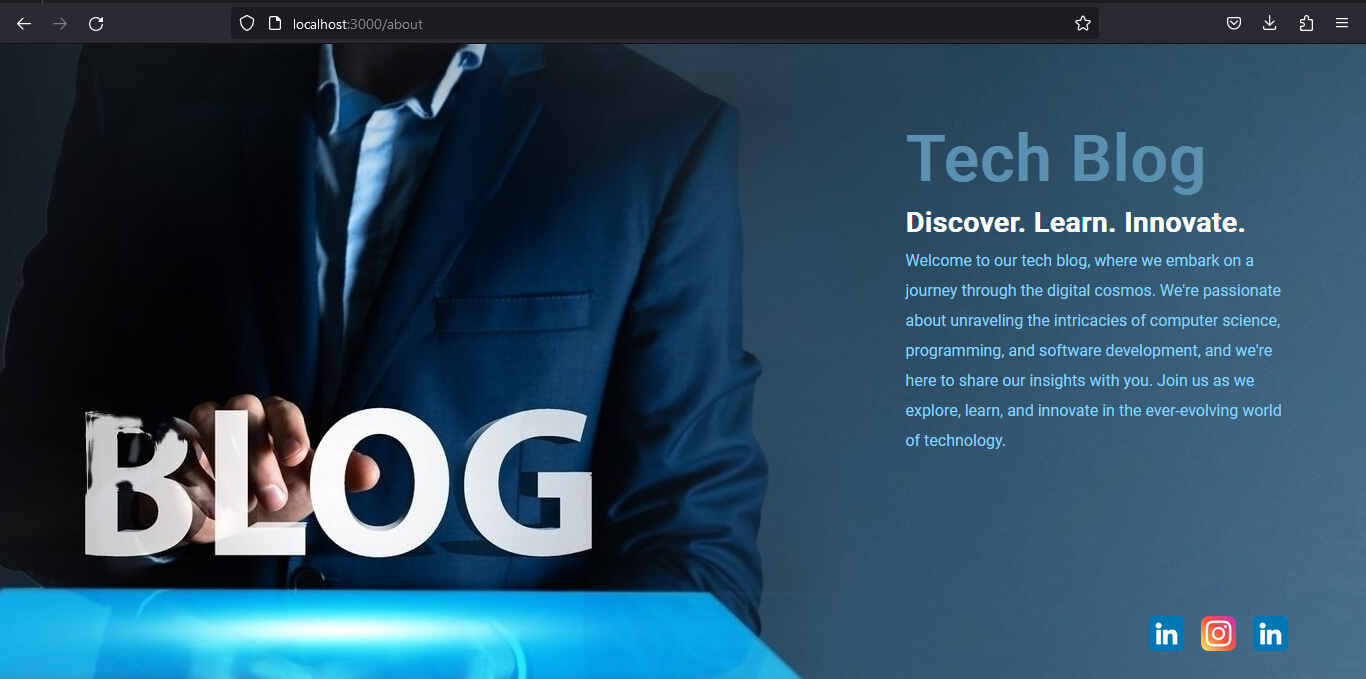 localhost:3000/about
Tech Blog
Discover. Learn. Innovate.
Welcome to our tech blog, where we embark on a
journey through the digital cosmos. We're passionate
about unraveling the intricacies of computer science,
programming, and software development, and we're
here to share our insights with you. Join us as we
explore, learn, and innovate in the ever-evolving world
of technology.
BLOG
in
in